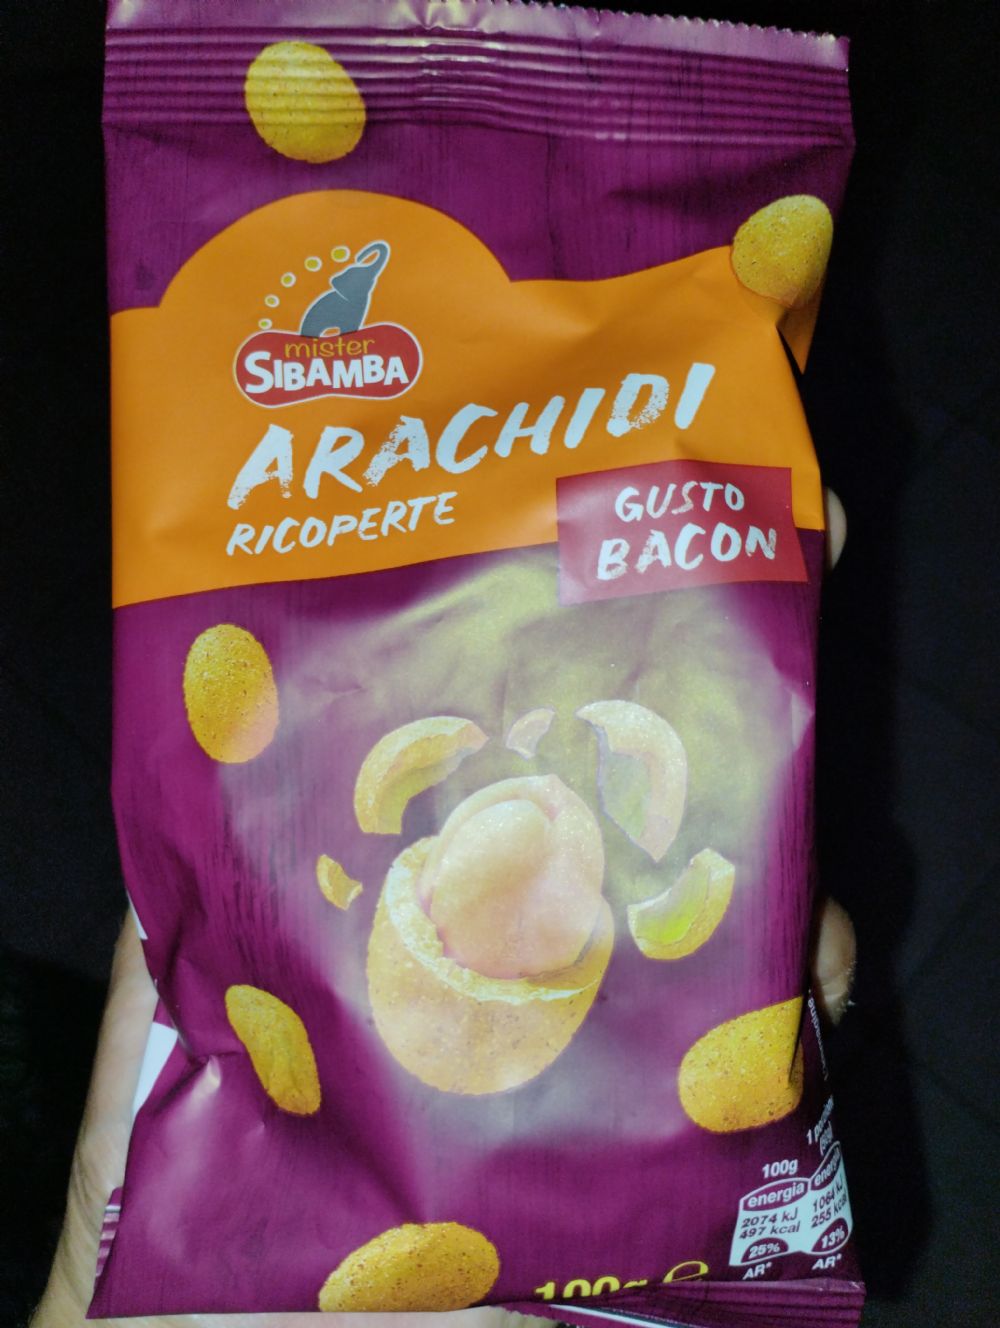 mister
SIBAMBA
ARACHIDI
RICOPERTE
GUSTO
BACON
100g
energia
2074 kJ
497 kcal
25%
AR*
energia
1064 kJ
255 kcal
13%
AR*
100g e